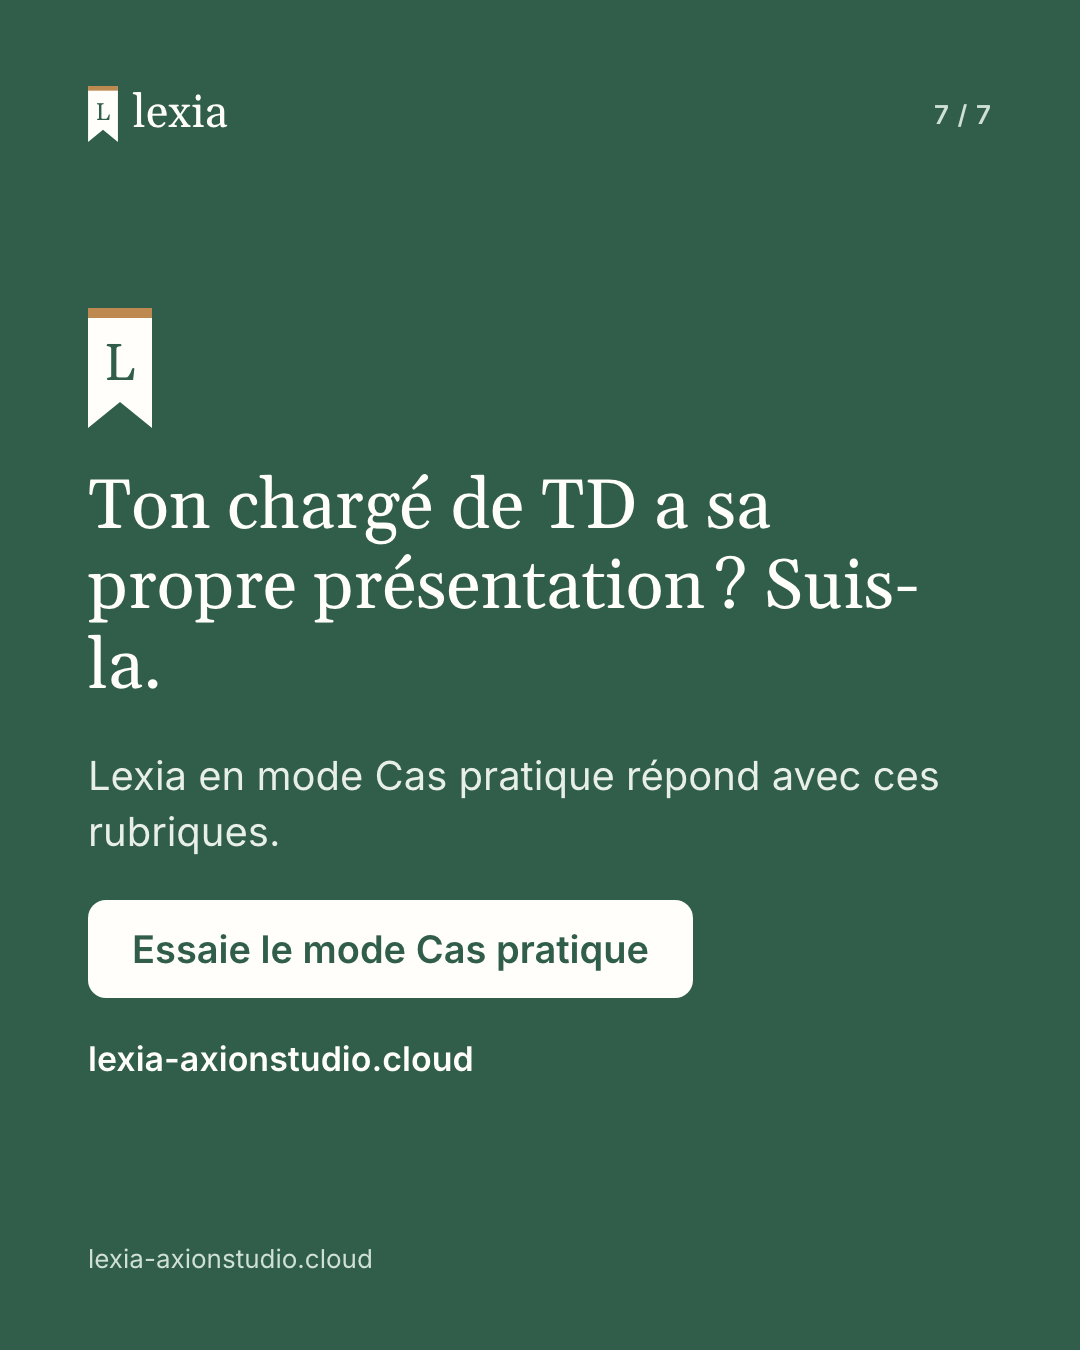 L lexia
7 / 7
L
Ton chargé de TD a sa
propre présentation ? Suis-
la.
Lexia en mode Cas pratique répond avec ces
rubriques.
Essaie le mode Cas pratique
lexia-axionstudio.cloud
lexia-axionstudio.cloud